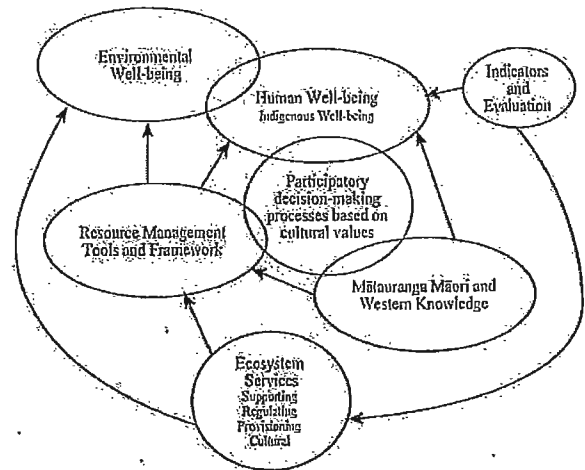 Environmental
Well-being
Human Well-being
Indigenous Well-being
Indicators
and
Evaluation
Participatory
decision-making
processes based on
cultural values
Resource Management
Tools and Framework
Mātauranga Māori and
Western Knowledge
Ecosystem
Services
Supporting
Regulating
Provisioning
Cultural